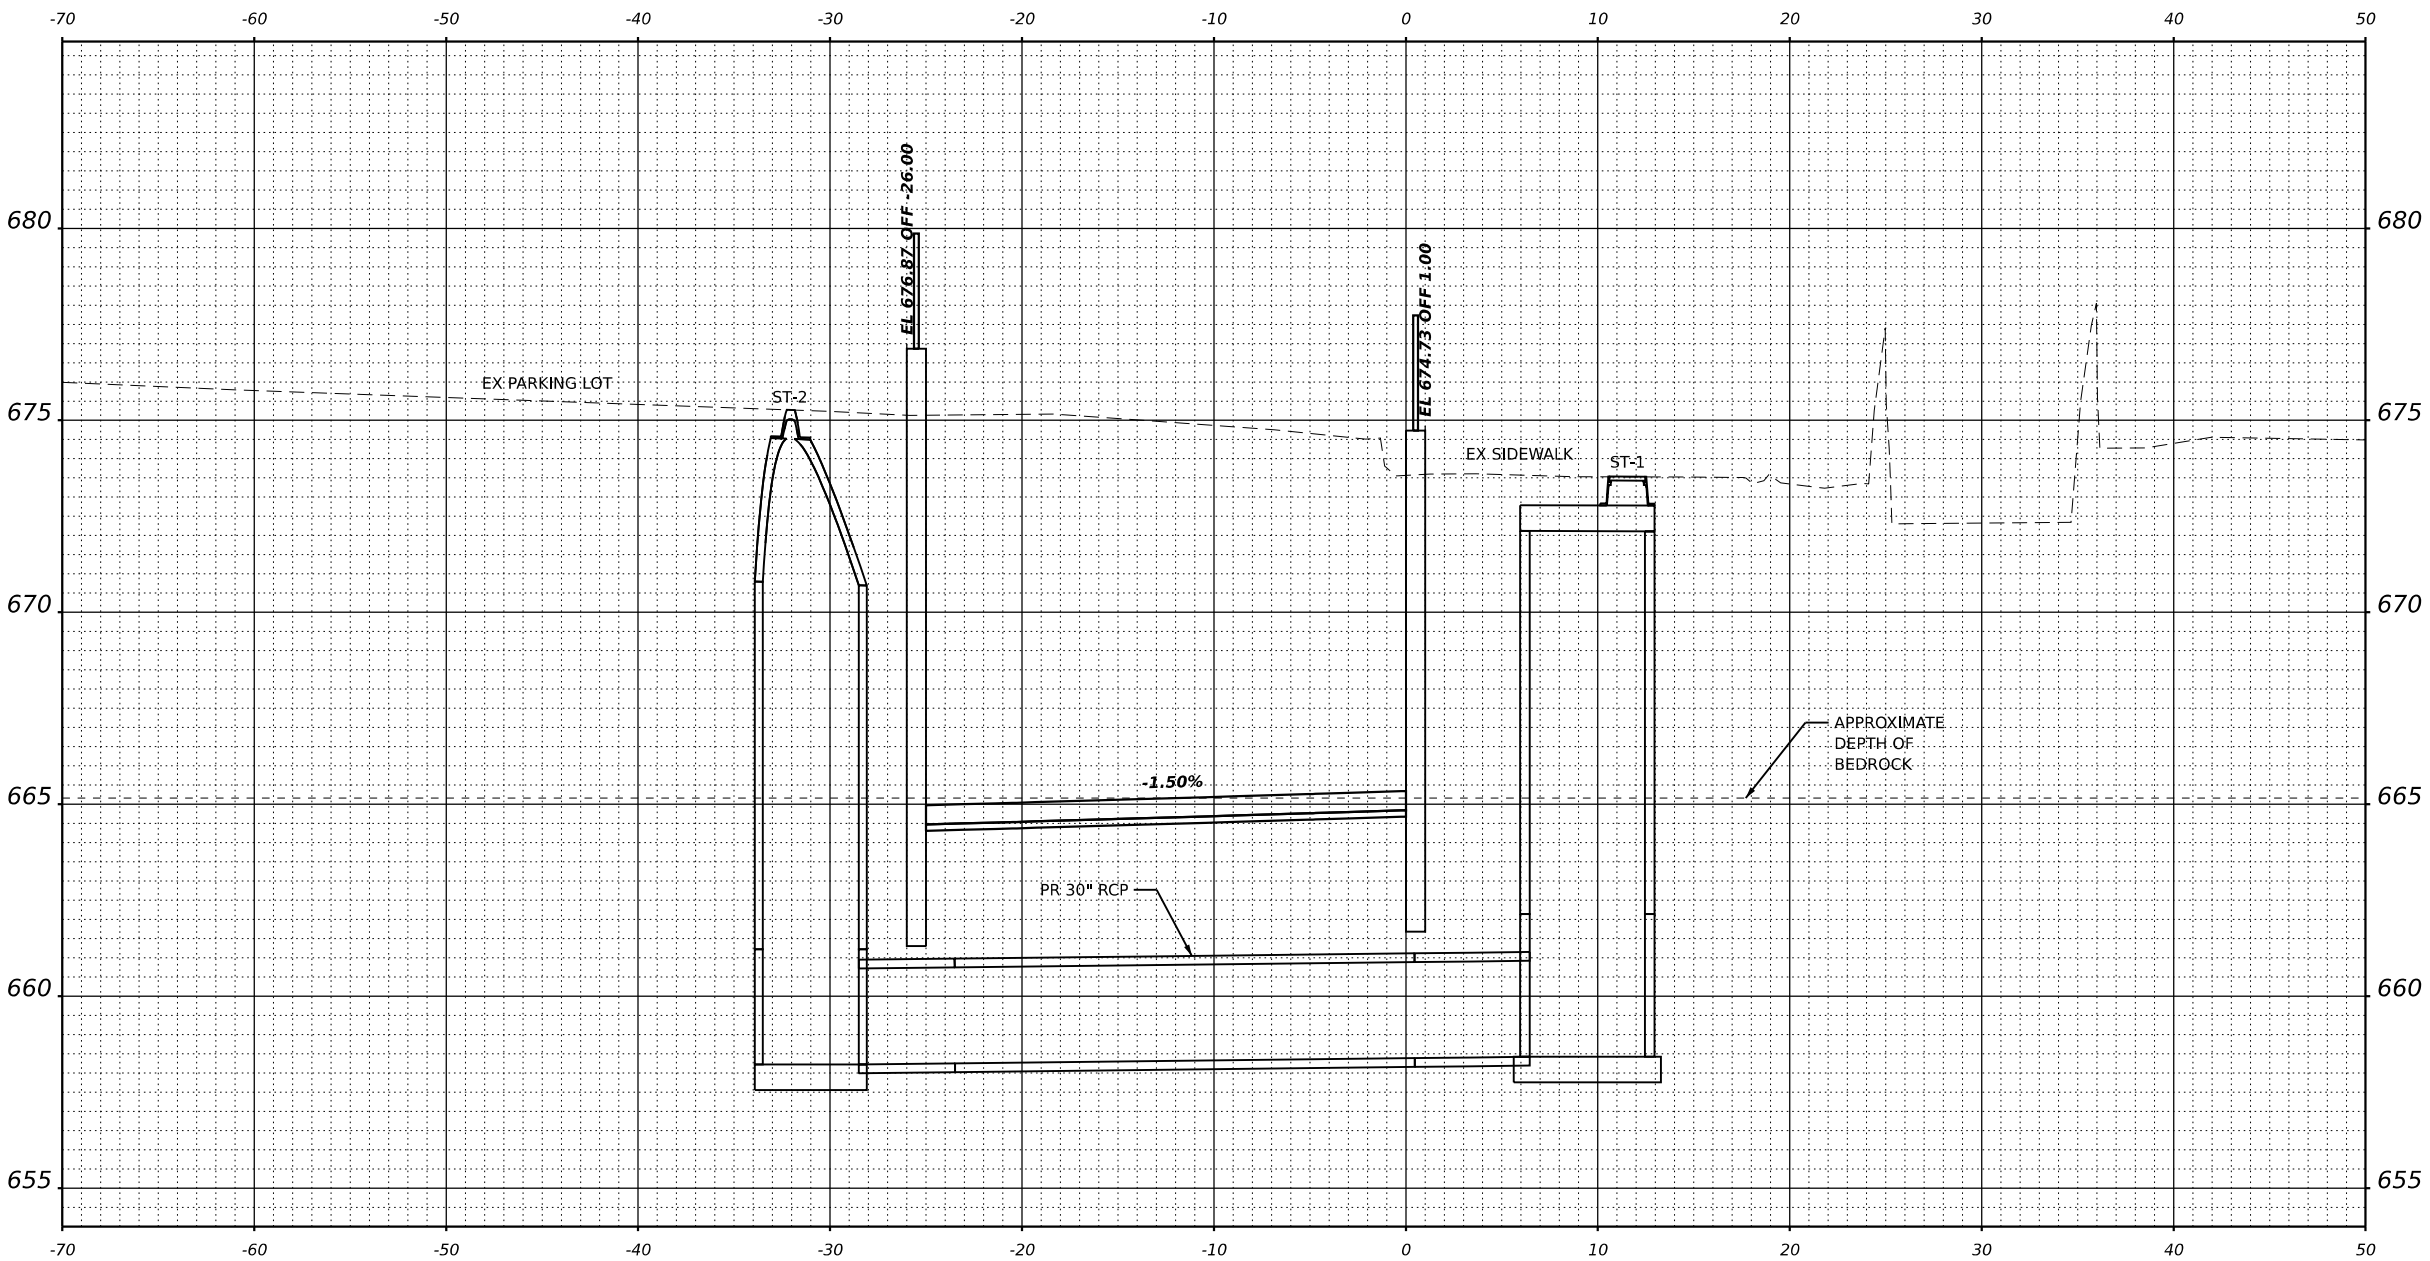 -70 -60 -50 -40 -30 -20 -10 0 10 20 30 40 50
EL 676.87 OFF -26.00
EL 674.73 OFF 1.00
680 680
EX PARKING LOT
ST-2
675 675
EX SIDEWALK
ST-1
670 670
APPROXIMATE
DEPTH OF
BEDROCK
-1.50%
665 665
PR 30" RCP
660 660
655 655
-70 -60 -50 -40 -30 -20 -10 0 10 20 30 40 50